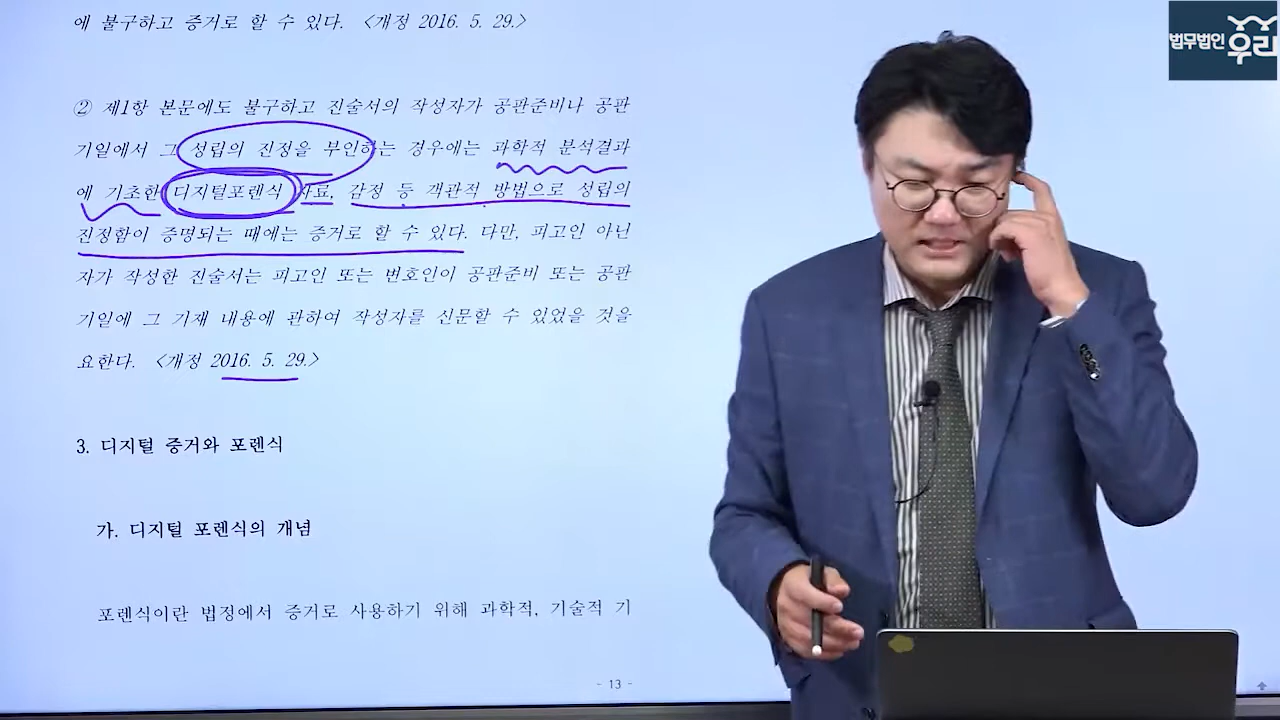 에 불구하고 증거로 할 수 있다. <개정 2016. 5. 29.>
법무법인
우리
② 제1항 본문에도 불구하고 진술서의 작성자가 공판준비나 공판
기일에서 그 성립의 진정을 부인하는 경우에는 과학적 분석결과
에 기초한 디지털포렌식 자료, 감정 등 객관적 방법으로 성립의
진정함이 증명되는 때에는 증거로 할 수 있다. 다만, 피고인 아닌
자가 작성한 진술서는 피고인 또는 변호인이 공판준비 또는 공판
기일에 그 기재 내용에 관하여 작성자를 신문할 수 있었을 것을
요한다. <개정 2016. 5. 29.>
3. 디지털 증거와 포렌식
가. 디지털 포렌식의 개념
포렌식이란 법정에서 증거로 사용하기 위해 과학적, 기술적 기
- 13 -